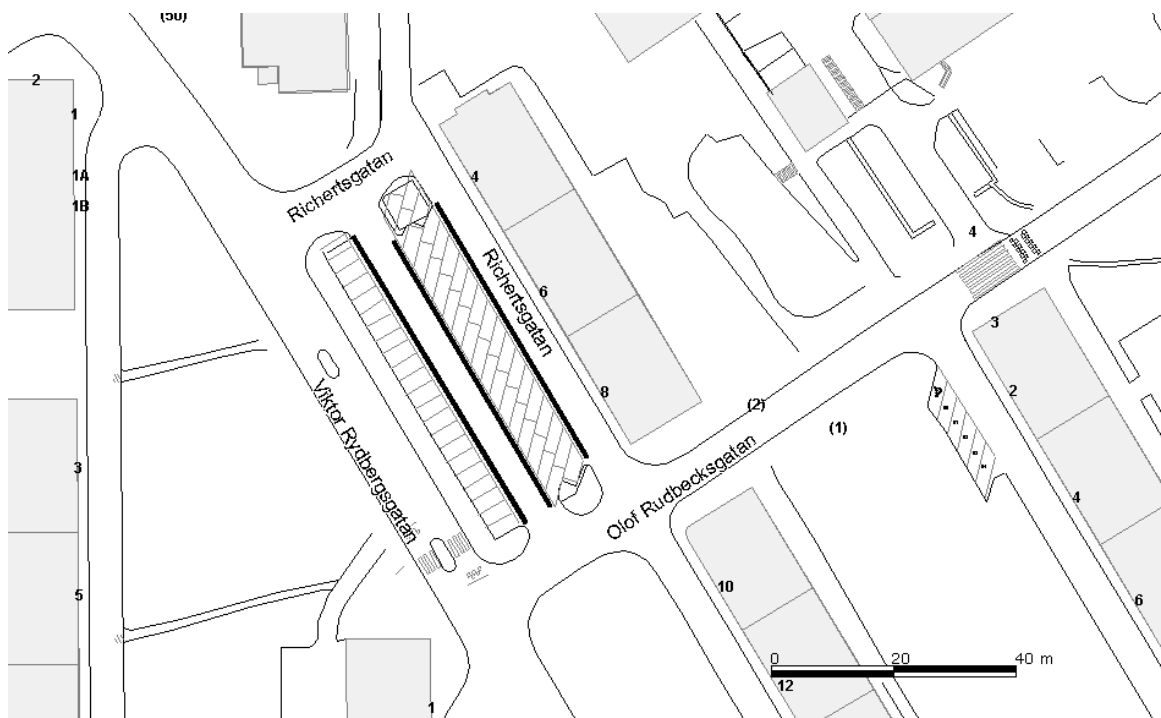 (50)
2
1
1A
1B
Richertsgatan
4
4
Richertsgatan
6
3
8
2
(2)
(1)
Viktor Rydbergsgatan
Olof Rudbecksgatan
3
4
5
10
6
0 20 40 m
12
1